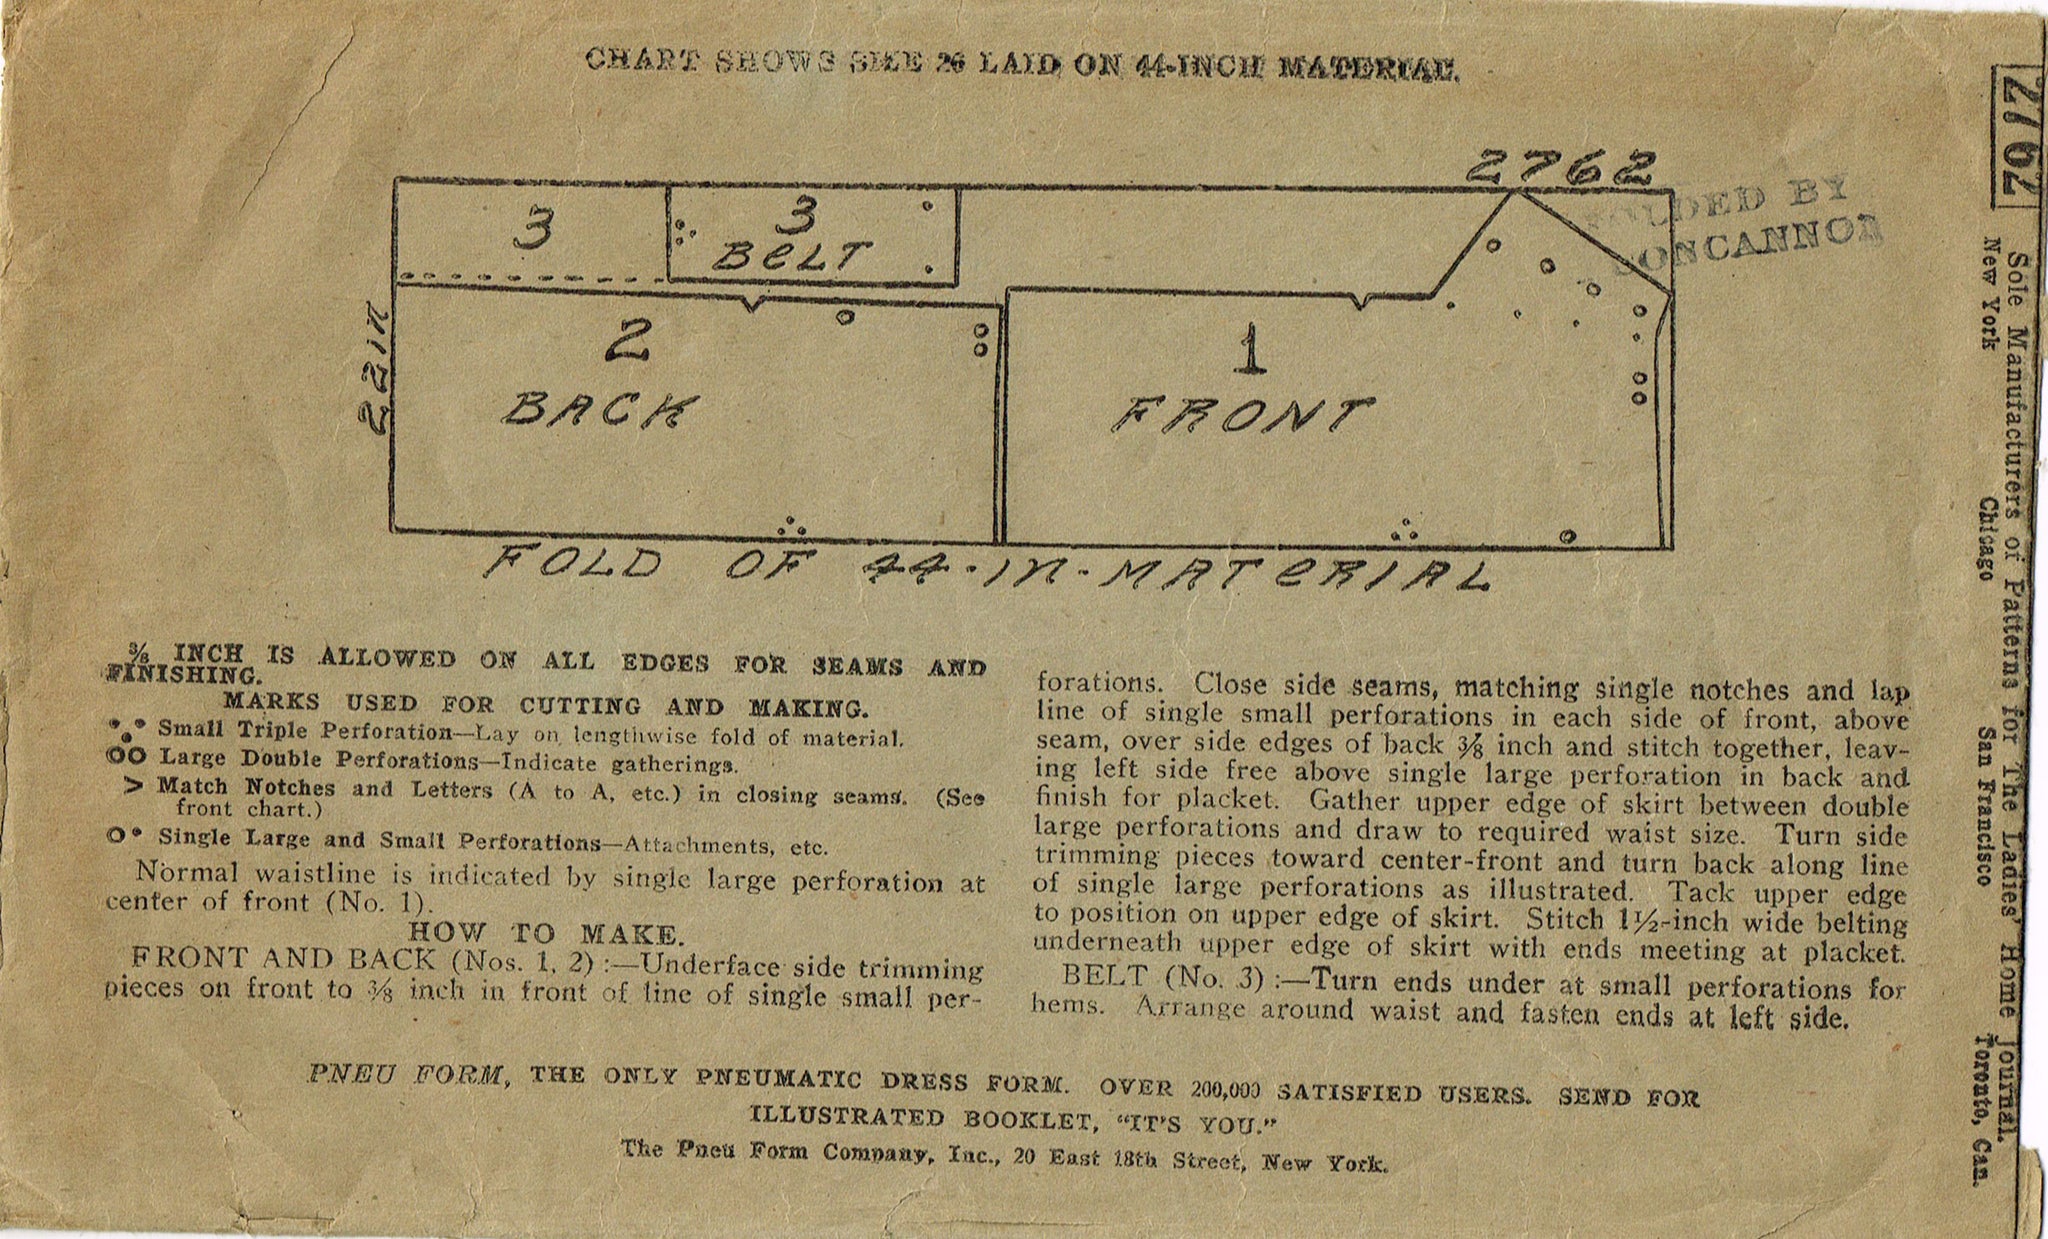 CHART SHOWS SIZE 26 LAID ON 44-INCH MATERIAL.
2762
FOLDED BY
3
3
BELT
22IN
2
BACK
1
FRONT
FOLD OF 44-IN-MATERIAL
⅜ INCH IS ALLOWED ON ALL EDGES FOR SEAMS AND
FINISHING.
MARKS USED FOR CUTTING AND MAKING.
Small Triple Perforation—Lay on lengthwise fold of material.
Large Double Perforations—Indicate gatherings.
> Match Notches and Letters (A to A, etc.) in closing seams. (See
front chart.)
Single Large and Small Perforations—Attachments, etc.
Normal waistline is indicated by single large perforation at
center of front (No. 1).
HOW TO MAKE.
FRONT AND BACK (Nos. 1, 2) :—Underface side trimming
pieces on front to ⅜ inch in front of line of single small per-
forations. Close side seams, matching single notches and lap
line of single small perforations in each side of front, above
seam, over side edges of back ⅜ inch and stitch together, leav-
ing left side free above single large perforation in back and
finish for placket. Gather upper edge of skirt between double
large perforations and draw to required waist size. Turn side
trimming pieces toward center-front and turn back along line
of single large perforations as illustrated. Tack upper edge
to position on upper edge of skirt. Stitch 1½-inch wide belting
underneath upper edge of skirt with ends meeting at placket.
BELT (No. 3) :—Turn ends under at small perforations for
hems. Arrange around waist and fasten ends at left side.
PNEU FORM, THE ONLY PNEUMATIC DRESS FORM. OVER 200,000 SATISFIED USERS. SEND FOR
ILLUSTRATED BOOKLET, "IT'S YOU."
The Pneu Form Company, Inc., 20 East 18th Street, New York.
2762
Sole Manufacturers of Patterns for The Ladies' Home Journal.
New York Chicago San Francisco Toronto, Can.